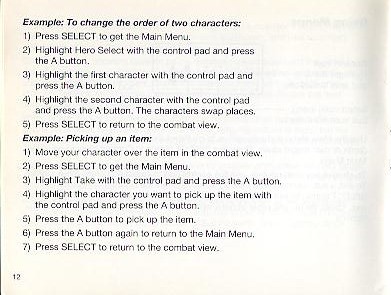 Example: To change the order of two characters:
1) Press SELECT to get the Main Menu.
2) Highlight Hero Select with the control pad and press
the A button.
3) Highlight the first character with the control pad and
press the A button.
4) Highlight the second character with the control pad
and press the A button. The characters swap places.
5) Press SELECT to return to the combat view.
Example: Picking up an item:
1) Move your character over the item in the combat view.
2) Press SELECT to get the Main Menu.
3) Highlight Take with the control pad and press the A button.
4) Highlight the character you want to pick up the item with
the control pad and press the A button.
5) Press the A button to pick up the item.
6) Press the A button again to return to the Main Menu.
7) Press SELECT to return to the combat view.
12